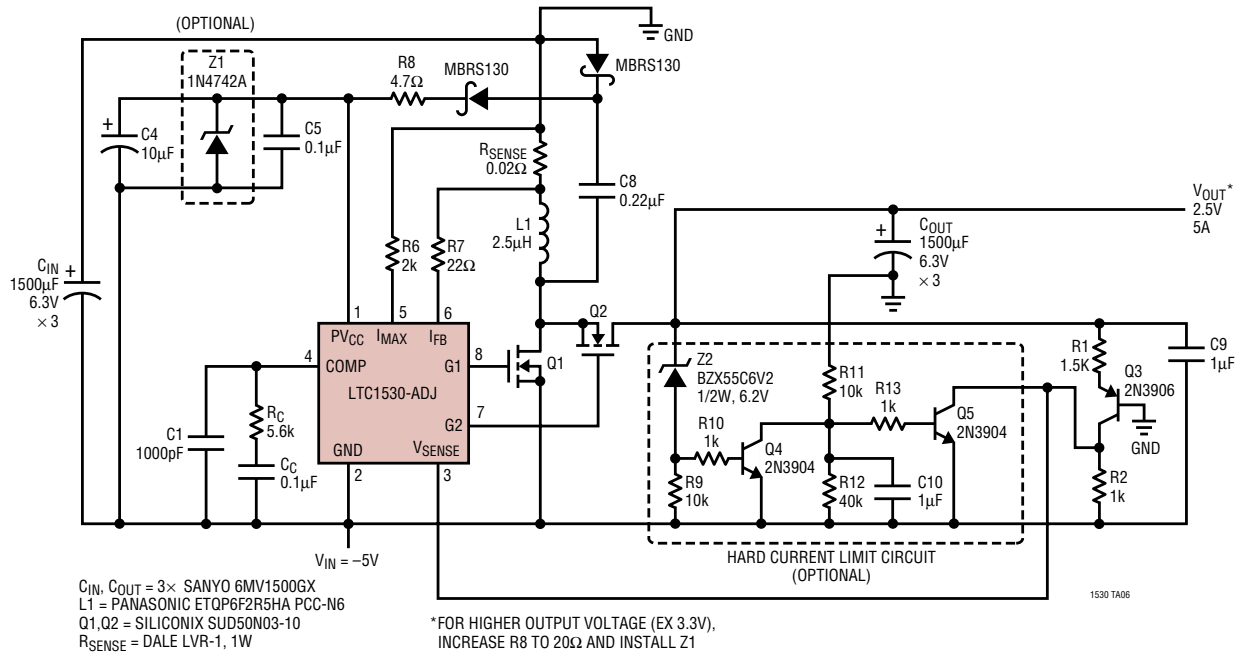 (OPTIONAL)
GND
Z1
1N4742A
R8
4.7Ω
MBRS130
MBRS130
+
C4
10µF
C5
0.1µF
RSENSE
0.02Ω
C8
0.22µF
L1
2.5µH
VOUT*
2.5V
5A
+
COUT
1500µF
6.3V
× 3
R6
2k
R7
22Ω
CIN
+
1500µF
6.3V
× 3
Q2
1
5
6
PVCC
IMAX
IFB
4
COMP
G1
8
Q1
LTC1530-ADJ
G2
7
VSENSE
GND
2
3
RC
5.6k
C1
1000pF
CC
0.1µF
Z2
BZX55C6V2
1/2W, 6.2V
R11
10k
R13
1k
Q5
2N3904
R10
1k
Q4
2N3904
R9
10k
R12
40k
C10
1µF
R1
1.5K
Q3
2N3906
C9
1µF
GND
R2
1k
HARD CURRENT LIMIT CIRCUIT
(OPTIONAL)
VIN = –5V
1530 TA06
CIN, COUT = 3× SANYO 6MV1500GX
L1 = PANASONIC ETQP6F2R5HA PCC-N6
Q1,Q2 = SILICONIX SUD50N03-10
RSENSE = DALE LVR-1, 1W
*FOR HIGHER OUTPUT VOLTAGE (EX 3.3V),
INCREASE R8 TO 20Ω AND INSTALL Z1